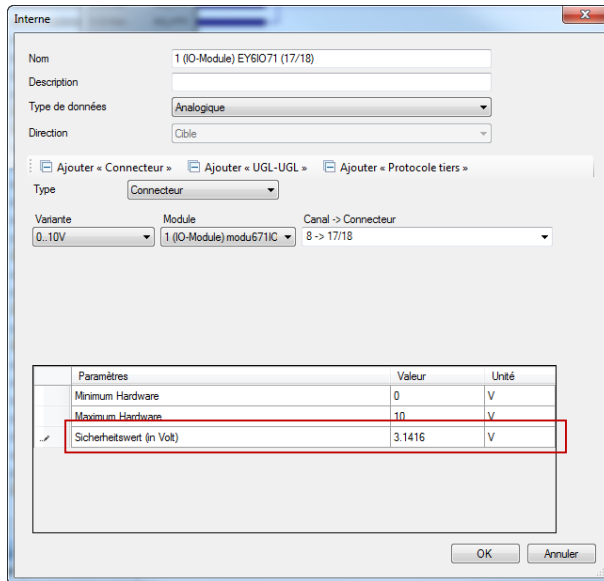 Interne
Nom 1 (IO-Module) EY6IO71 (17/18)
Description
Type de données Analogique
Direction Cible
Ajouter « Connecteur » Ajouter « UGL-UGL » Ajouter « Protocole tiers »
Type Connecteur
Variante Module Canal -> Connecteur
0..10V 1 (IO-Module) modu671IC 8 -> 17/18
Paramètres Valeur Unité
Minimum Hardware 0 V
Maximum Hardware 10 V
Sicherheitswert (in Volt) 3.1416 V
OK Annuler